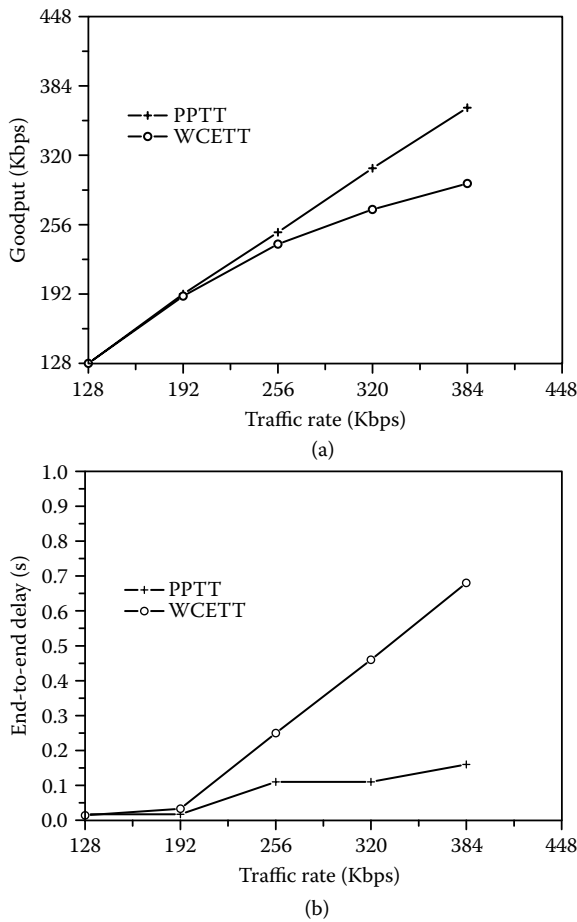 448
384
320
256
192
128
Goodput (Kbps)
PPTT
WCETT
128 192 256 320 384 448
Traffic rate (Kbps)
(a)
1.0
0.9
0.8
0.7
0.6
0.5
0.4
0.3
0.2
0.1
0.0
End-to-end delay (s)
PPTT
WCETT
128 192 256 320 384 448
Traffic rate (Kbps)
(b)